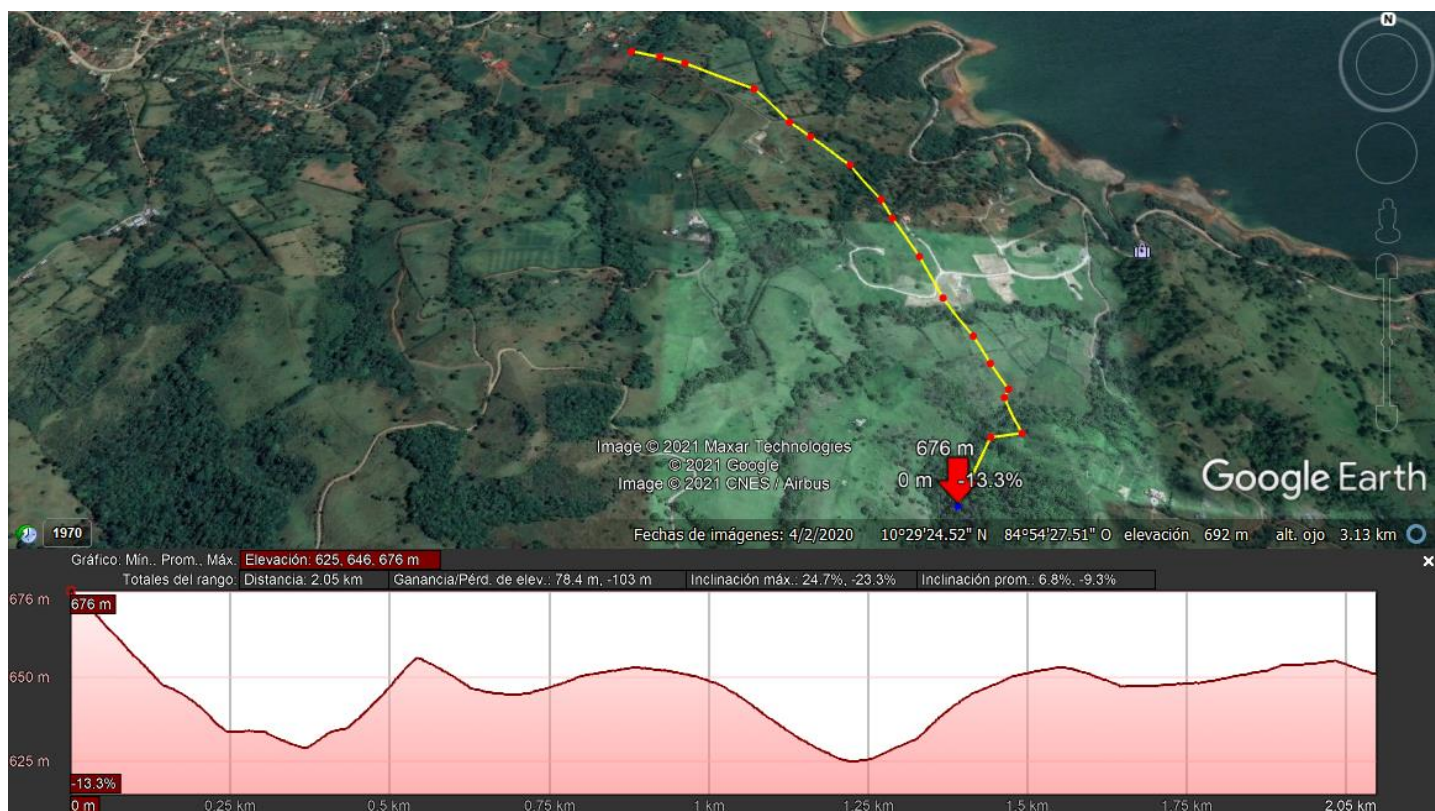 N
676 m
0 m -13.3%
Image © 2021 Maxar Technologies
© 2021 Google
Image © 2021 CNES / Airbus
Google Earth
1970
Fechas de imágenes: 4/2/2020 10°29'24.52" N 84°54'27.51" O elevación 692 m alt. ojo 3.13 km
Gráfico: Mín., Prom., Máx. Elevación: 625, 646, 676 m
Totales del rango: Distancia: 2.05 km Ganancia/Pérd. de elev.: 78.4 m, -103 m Inclinación máx.: 24.7%, -23.3% Inclinación prom.: 6.8%, -9.3%
676 m
676 m
650 m
625 m
-13.3%
0 m 0.25 km 0.5 km 0.75 km 1 km 1.25 km 1.5 km 1.75 km 2.05 km